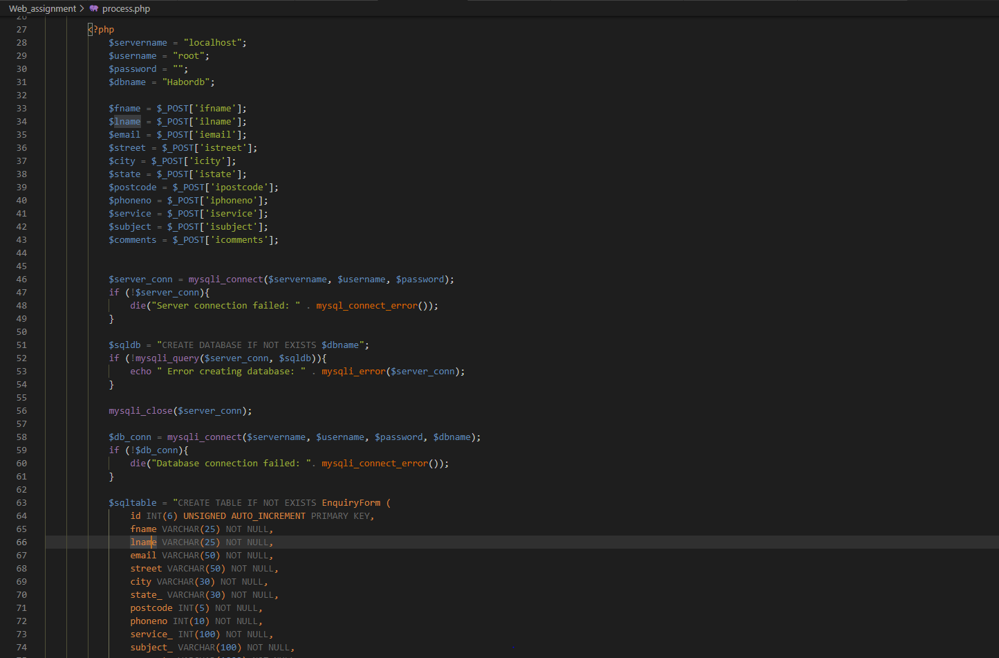 Web_assignment > process.php
26
27 <?php
28 $servername = "localhost";
29 $username = "root";
30 $password = "";
31 $dbname = "Habordb";
32
33 $fname = $_POST['ifname'];
34 $lname = $_POST['ilname'];
35 $email = $_POST['iemail'];
36 $street = $_POST['istreet'];
37 $city = $_POST['icity'];
38 $state = $_POST['istate'];
39 $postcode = $_POST['ipostcode'];
40 $phoneno = $_POST['iphoneno'];
41 $service = $_POST['iservice'];
42 $subject = $_POST['isubject'];
43 $comments = $_POST['icomments'];
44
45
46 $server_conn = mysqli_connect($servername, $username, $password);
47 if (!$server_conn){
48 die("Server connection failed: " . mysql_connect_error());
49 }
50
51 $sqldb = "CREATE DATABASE IF NOT EXISTS $dbname";
52 if (!mysqli_query($server_conn, $sqldb)){
53 echo " Error creating database: " . mysqli_error($server_conn);
54 }
55
56 mysqli_close($server_conn);
57
58 $db_conn = mysqli_connect($servername, $username, $password, $dbname);
59 if (!$db_conn){
60 die("Database connection failed: ". mysqli_connect_error());
61 }
62
63 $sqltable = "CREATE TABLE IF NOT EXISTS EnquiryForm (
64 id INT(6) UNSIGNED AUTO_INCREMENT PRIMARY KEY,
65 fname VARCHAR(25) NOT NULL,
66 lname VARCHAR(25) NOT NULL,
67 email VARCHAR(50) NOT NULL,
68 street VARCHAR(50) NOT NULL,
69 city VARCHAR(30) NOT NULL,
70 state_ VARCHAR(30) NOT NULL,
71 postcode INT(5) NOT NULL,
72 phoneno INT(10) NOT NULL,
73 service_ INT(100) NOT NULL,
74 subject_ VARCHAR(100) NOT NULL,